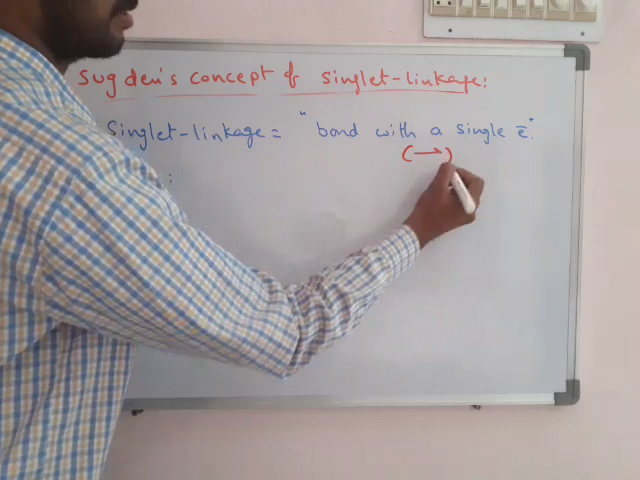 Sugden's concept of singlet-linkage:
Singlet-linkage = "bond with a single ē."
(→)
: